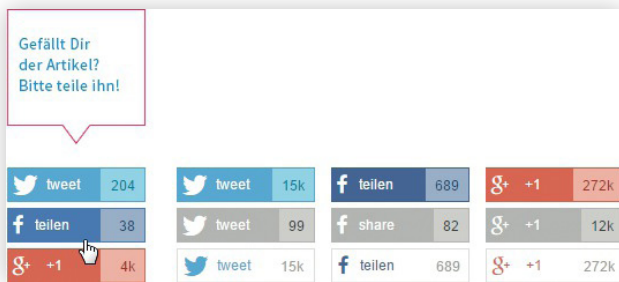 Gefällt Dir
der Artikel?
Bitte teile ihn!
tweet 204 tweet 15k f teilen 689 g+ +1 272k
f teilen 38 tweet 99 f share 82 g+ +1 12k
g+ +1 4k tweet 15k f teilen 689 g+ +1 272k